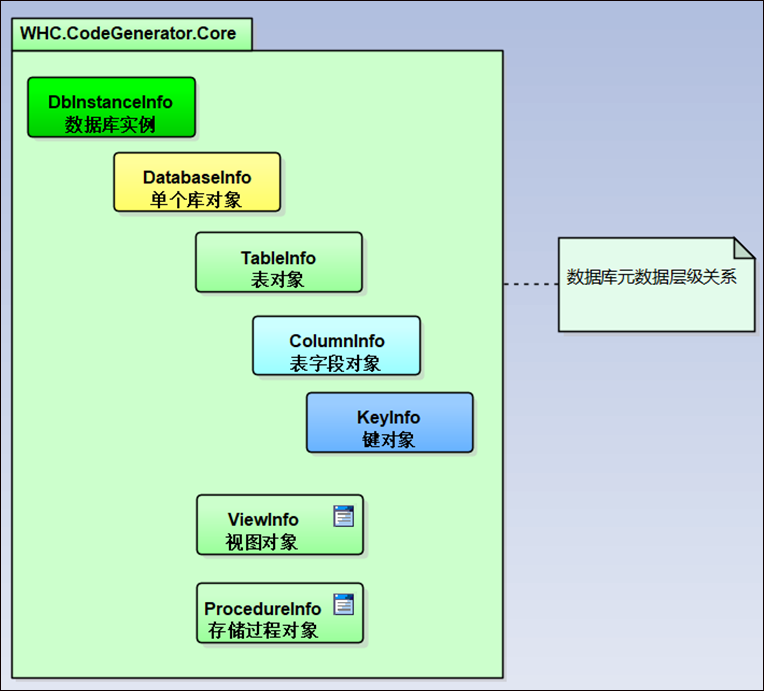 WHC.CodeGenerator.Core
DbInstanceInfo
数据库实例
DatabaseInfo
单个库对象
TableInfo
表对象
数据库元数据层级关系
ColumnInfo
表字段对象
KeyInfo
键对象
ViewInfo
视图对象
ProcedureInfo
存储过程对象